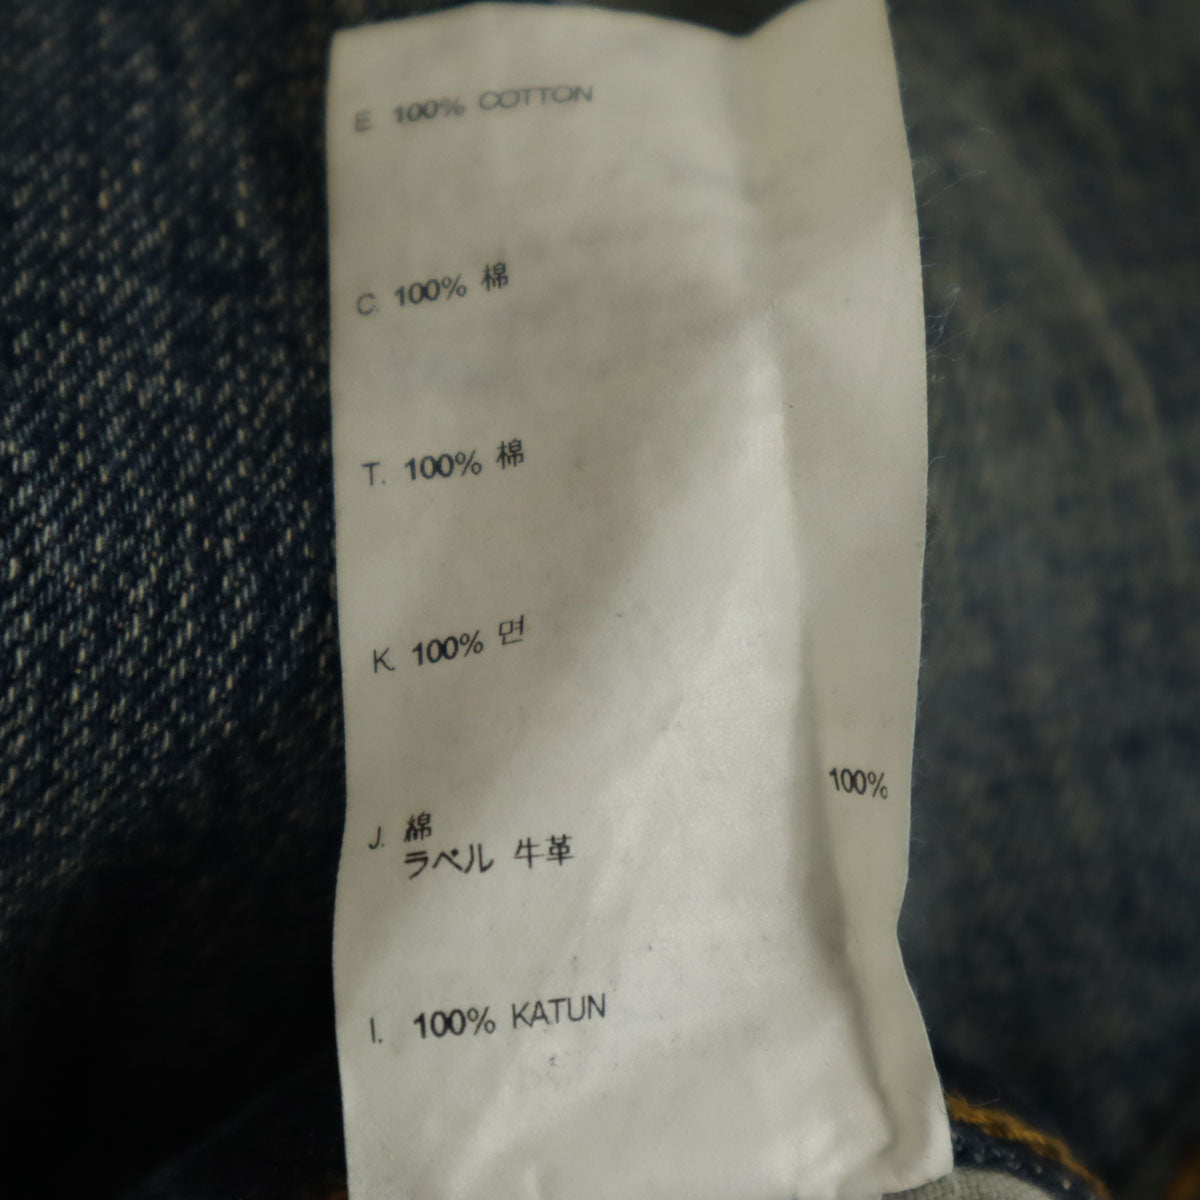 E 100% COTTON
C. 100% 棉
T. 100% 棉
K. 100% 면
J. 綿 100%
ラベル 牛革
I. 100% KATUN